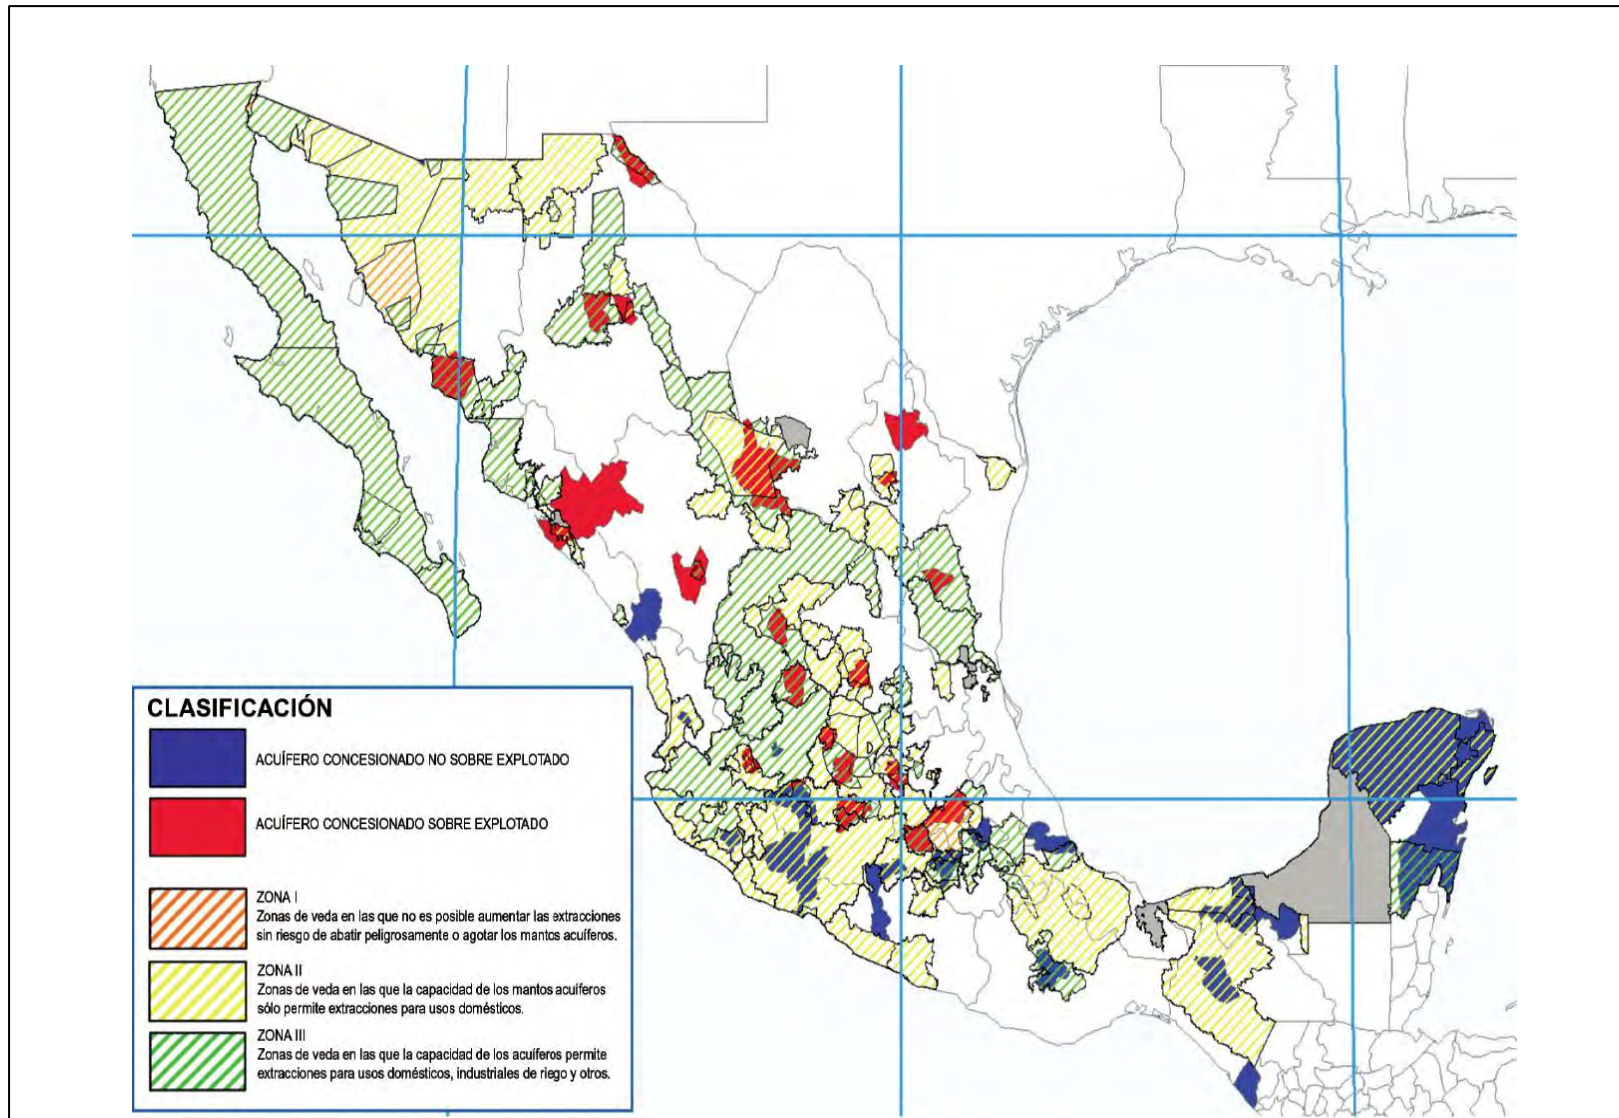 CLASIFICACIÓN
ACUÍFERO CONCESIONADO NO SOBRE EXPLOTADO
ACUÍFERO CONCESIONADO SOBRE EXPLOTADO
ZONA I
Zonas de veda en las que no es posible aumentar las extracciones
sin riesgo de abatir peligrosamente o agotar los mantos acuíferos.
ZONA II
Zonas de veda en las que la capacidad de los mantos acuíferos
sólo permite extracciones para usos domésticos.
ZONA III
Zonas de veda en las que la capacidad de los acuíferos permite
extracciones para usos domésticos, industriales de riego y otros.